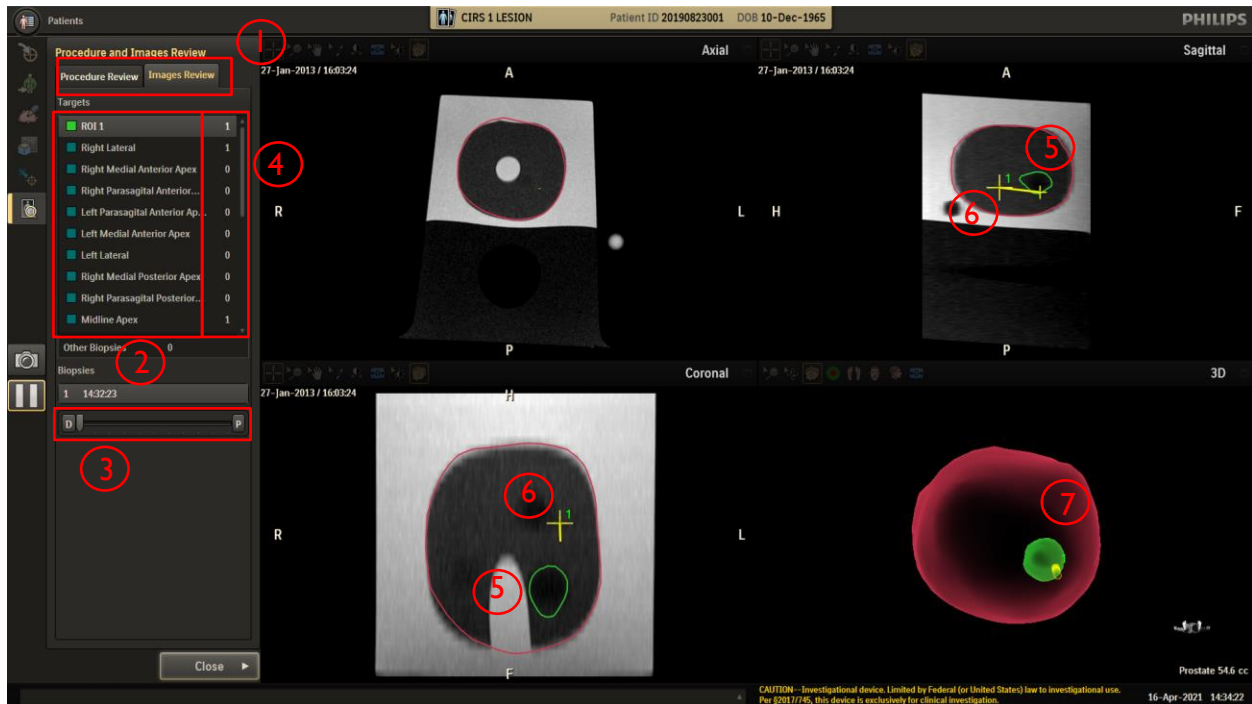 Patients
CIRS 1 LESION Patient ID 20190823001 DOB 10-Dec-1965
PHILIPS
Procedure and Images Review
1
Procedure Review Images Review
Targets
ROI 1 1
Right Lateral 1
Right Medial Anterior Apex 0
Right Parasagital Anterior... 0
Left Parasagital Anterior Ap... 0
Left Medial Anterior Apex 0
Left Lateral 0
Right Medial Posterior Apex 0
Right Parasagital Posterior... 0
Midline Apex 1
4
Other Biopsies 0
2
Biopsies
1 14:32:23
D P
3
Close
Axial
27-Jan-2013 / 16:03:24
A
R
L
P
Sagittal
27-Jan-2013 / 16:03:24
A
5
1
6
H
F
P
Coronal
27-Jan-2013 / 16:03:24
H
6
1
R
L
5
F
3D
7
Prostate 54.6 cc
CAUTION--Investigational device. Limited by Federal (or United States) law to investigational use.
Per §2017/745, this device is exclusively for clinical investigation.
16-Apr-2021 14:34:22